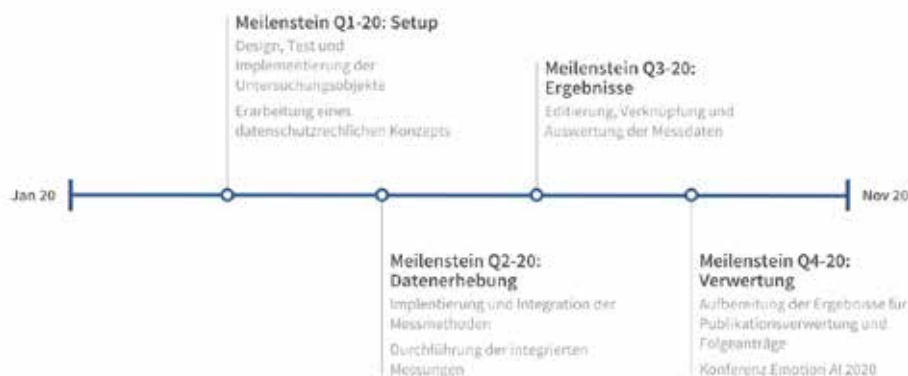 Meilenstein Q1-20: Setup
Design, Test und
Implementierung der
Untersuchungsobjekte
Erarbeitung eines
datenschutzrechlichen Konzepts
Meilenstein Q3-20:
Ergebnisse
Editierung, Verknüpfung und
Auswertung der Messdaten
Jan 20
Nov 20
Meilenstein Q2-20:
Datenerhebung
Implentierung und Integration der
Messmethoden
Durchführung der integrierten
Messungen
Meilenstein Q4-20:
Verwertung
Aufbereitung der Ergebnisse für
Publikationsverwertung und
Folgeanträge
Konferenz Emotion AI 2020